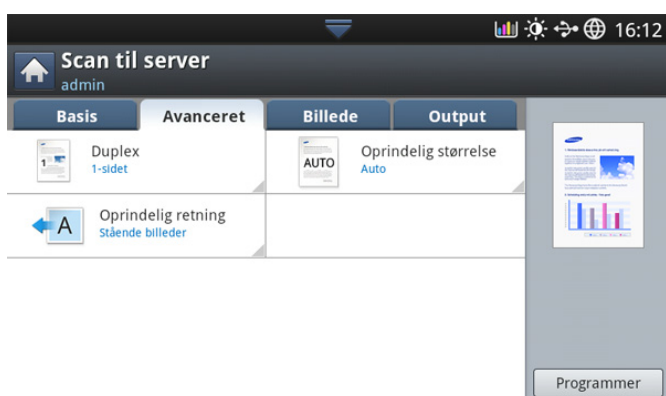 16:12
Scan til server
admin
Basis
Avanceret
Billede
Output
1
Duplex
1-sidet
AUTO
Oprindelig størrelse
Auto
A
Oprindelig retning
Stående billeder
Programmer